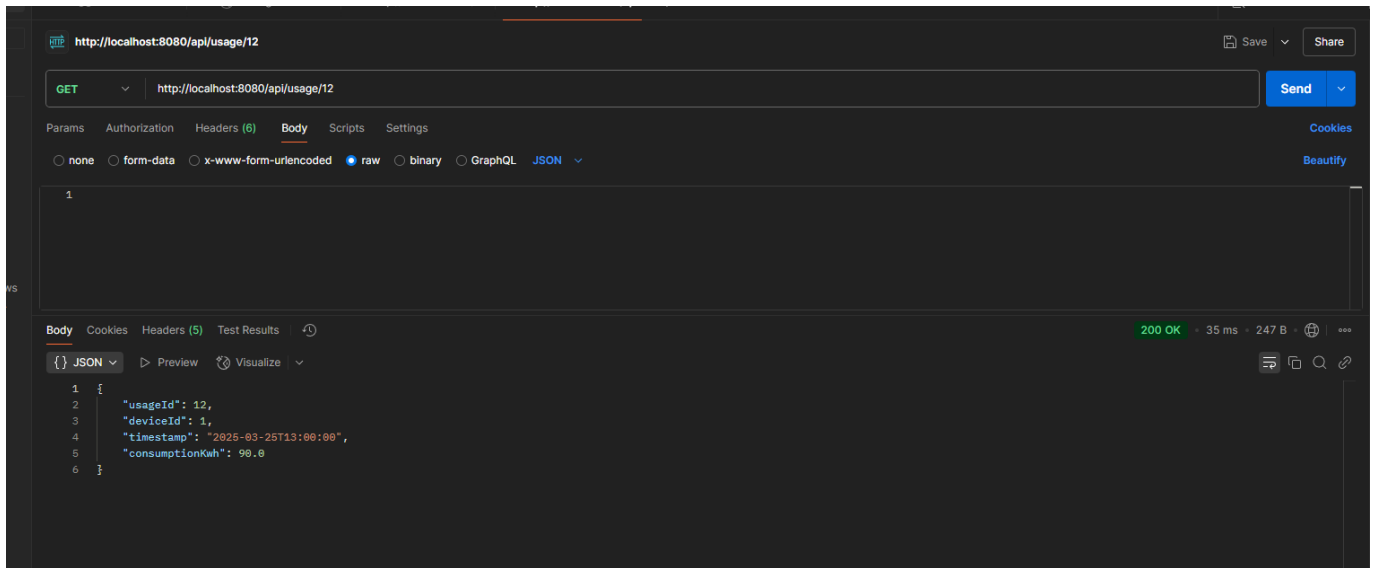 HTTP http://localhost:8080/api/usage/12 Save Share
GET http://localhost:8080/api/usage/12 Send
Params Authorization Headers (6) Body Scripts Settings Cookies
none form-data x-www-form-urlencoded raw binary GraphQL JSON Beautify
1
ws
Body Cookies Headers (5) Test Results 200 OK 35 ms 247 B
{} JSON Preview Visualize
1 {
2 "usageId": 12,
3 "deviceId": 1,
4 "timestamp": "2025-03-25T13:00:00",
5 "consumptionKwh": 90.0
6 }